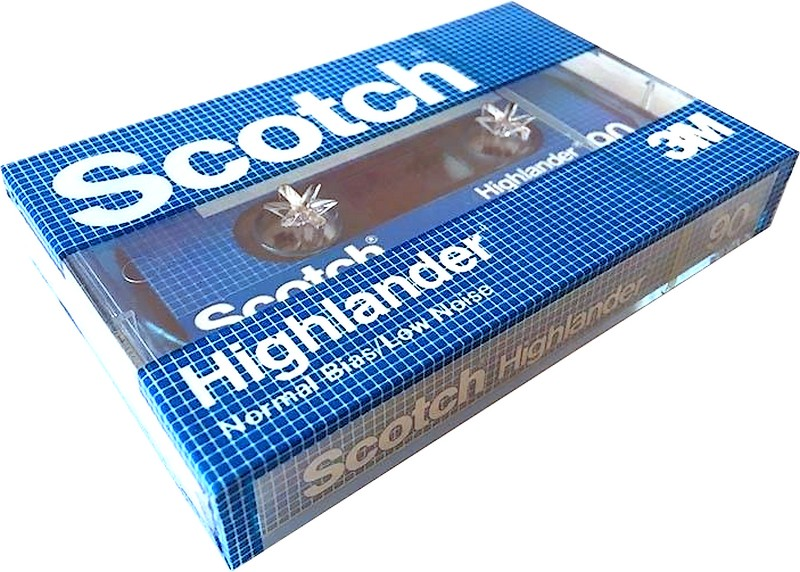 Scotch
90
3M
Highlander
Scotch®
Highlander
Normal Bias/Low Noise
Scotch Highlander 90